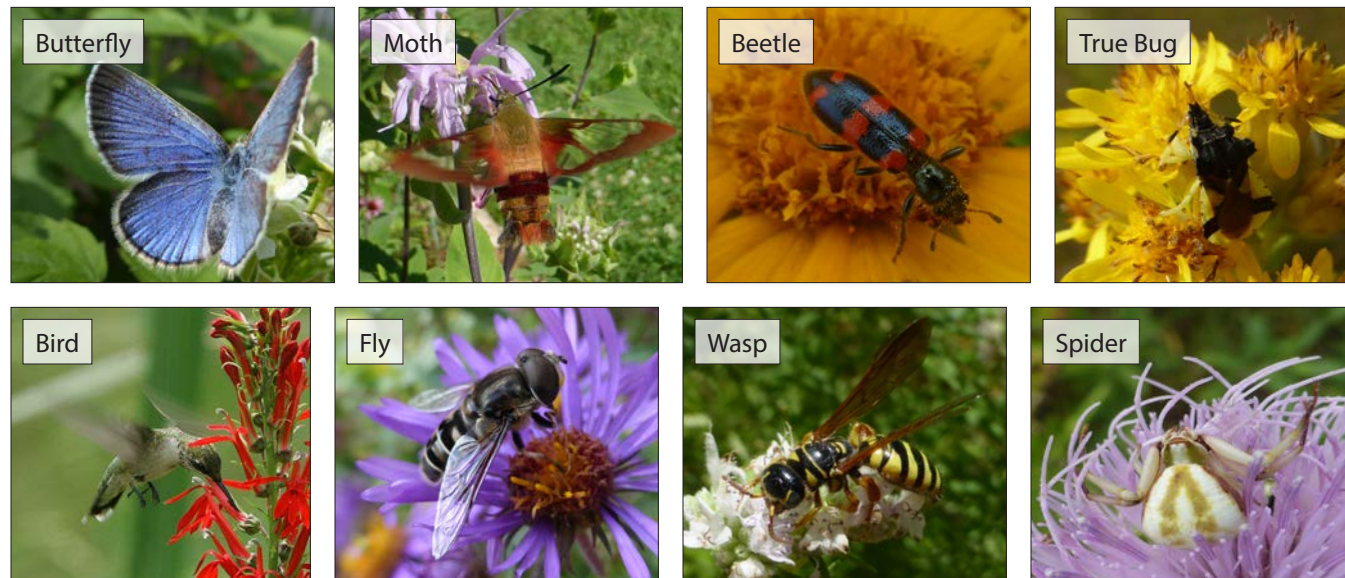 Butterfly
Moth
Beetle
True Bug
Bird
Fly
Wasp
Spider